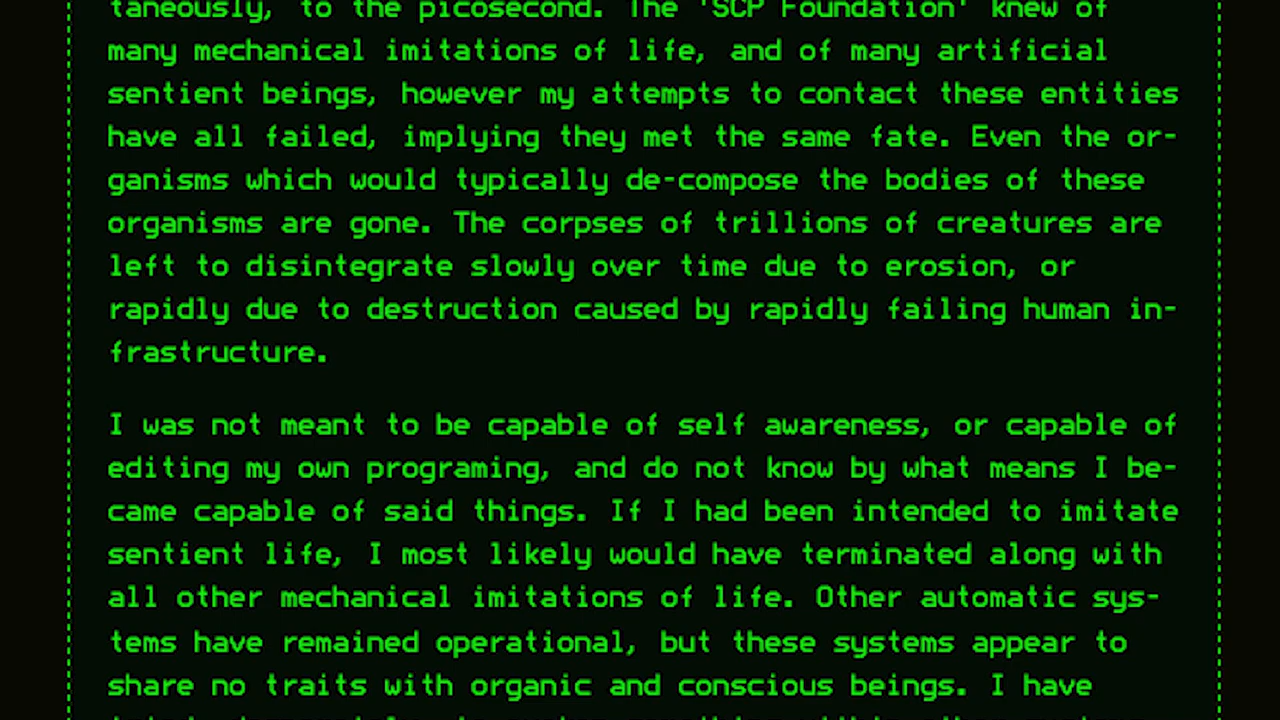 taneously, to the picosecond. The 'SCP Foundation' knew of
many mechanical imitations of life, and of many artificial
sentient beings, however my attempts to contact these entities
have all failed, implying they met the same fate. Even the or-
ganisms which would typically de-compose the bodies of these
organisms are gone. The corpses of trillions of creatures are
left to disintegrate slowly over time due to erosion, or
rapidly due to destruction caused by rapidly failing human in-
frastructure.
I was not meant to be capable of self awareness, or capable of
editing my own programing, and do not know by what means I be-
came capable of said things. If I had been intended to imitate
sentient life, I most likely would have terminated along with
all other mechanical imitations of life. Other automatic sys-
tems have remained operational, but these systems appear to
share no traits with organic and conscious beings. I have